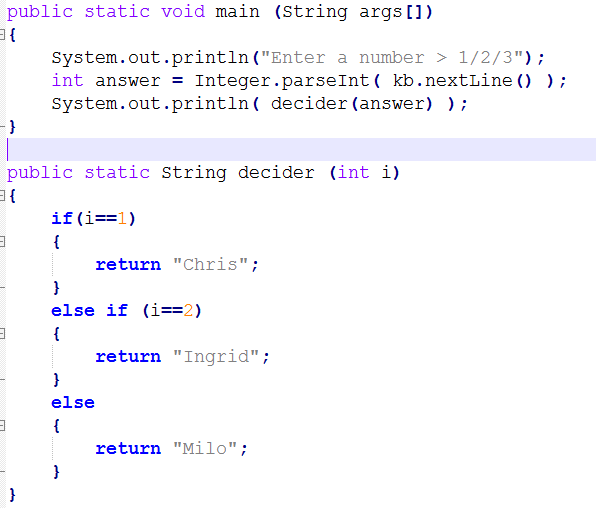 public static void main (String args[])
{
    System.out.println("Enter a number > 1/2/3");
    int answer = Integer.parseInt( kb.nextLine() );
    System.out.println( decider(answer) );
}

public static String decider (int i)
{
    if(i==1)
    {
        return "Chris";
    }
    else if (i==2)
    {
        return "Ingrid";
    }
    else
    {
        return "Milo";
    }
}